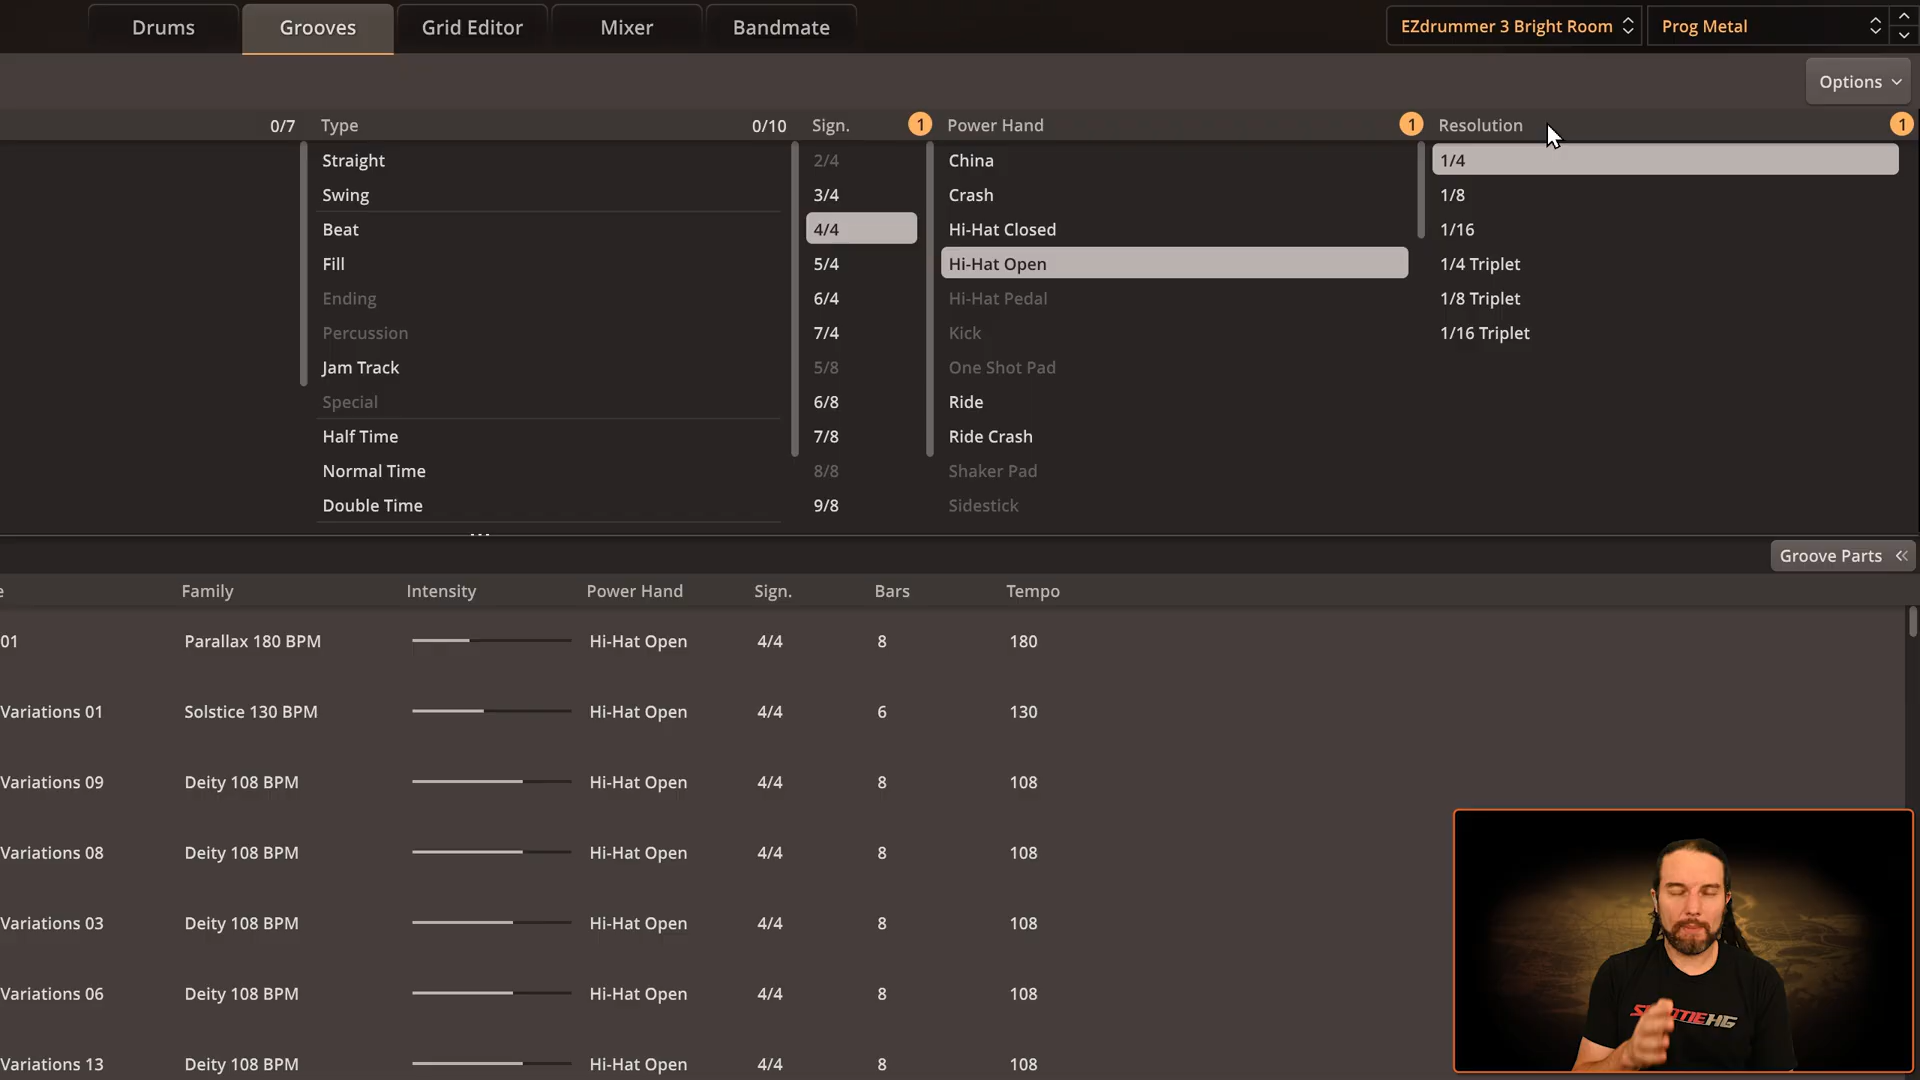 Drums Grooves Grid Editor Mixer Bandmate EZdrummer 3 Bright Room Prog Metal
Options
0/7 Type 0/10 Sign. 1 Power Hand 1 Resolution 1
Straight 2/4 China 1/4
Swing 3/4 Crash 1/8
Beat 4/4 Hi-Hat Closed 1/16
Fill 5/4 Hi-Hat Open 1/4 Triplet
Ending 6/4 Hi-Hat Pedal 1/8 Triplet
Percussion 7/4 Kick 1/16 Triplet
Jam Track 5/8 One Shot Pad
Special 6/8 Ride
Half Time 7/8 Ride Crash
Normal Time 8/8 Shaker Pad
Double Time 9/8 Sidestick
Groove Parts
e Family Intensity Power Hand Sign. Bars Tempo
01 Parallax 180 BPM Hi-Hat Open 4/4 8 180
Variations 01 Solstice 130 BPM Hi-Hat Open 4/4 6 130
Variations 09 Deity 108 BPM Hi-Hat Open 4/4 8 108
Variations 08 Deity 108 BPM Hi-Hat Open 4/4 8 108
Variations 03 Deity 108 BPM Hi-Hat Open 4/4 8 108
Variations 06 Deity 108 BPM Hi-Hat Open 4/4 8 108
Variations 13 Deity 108 BPM Hi-Hat Open 4/4 8 108